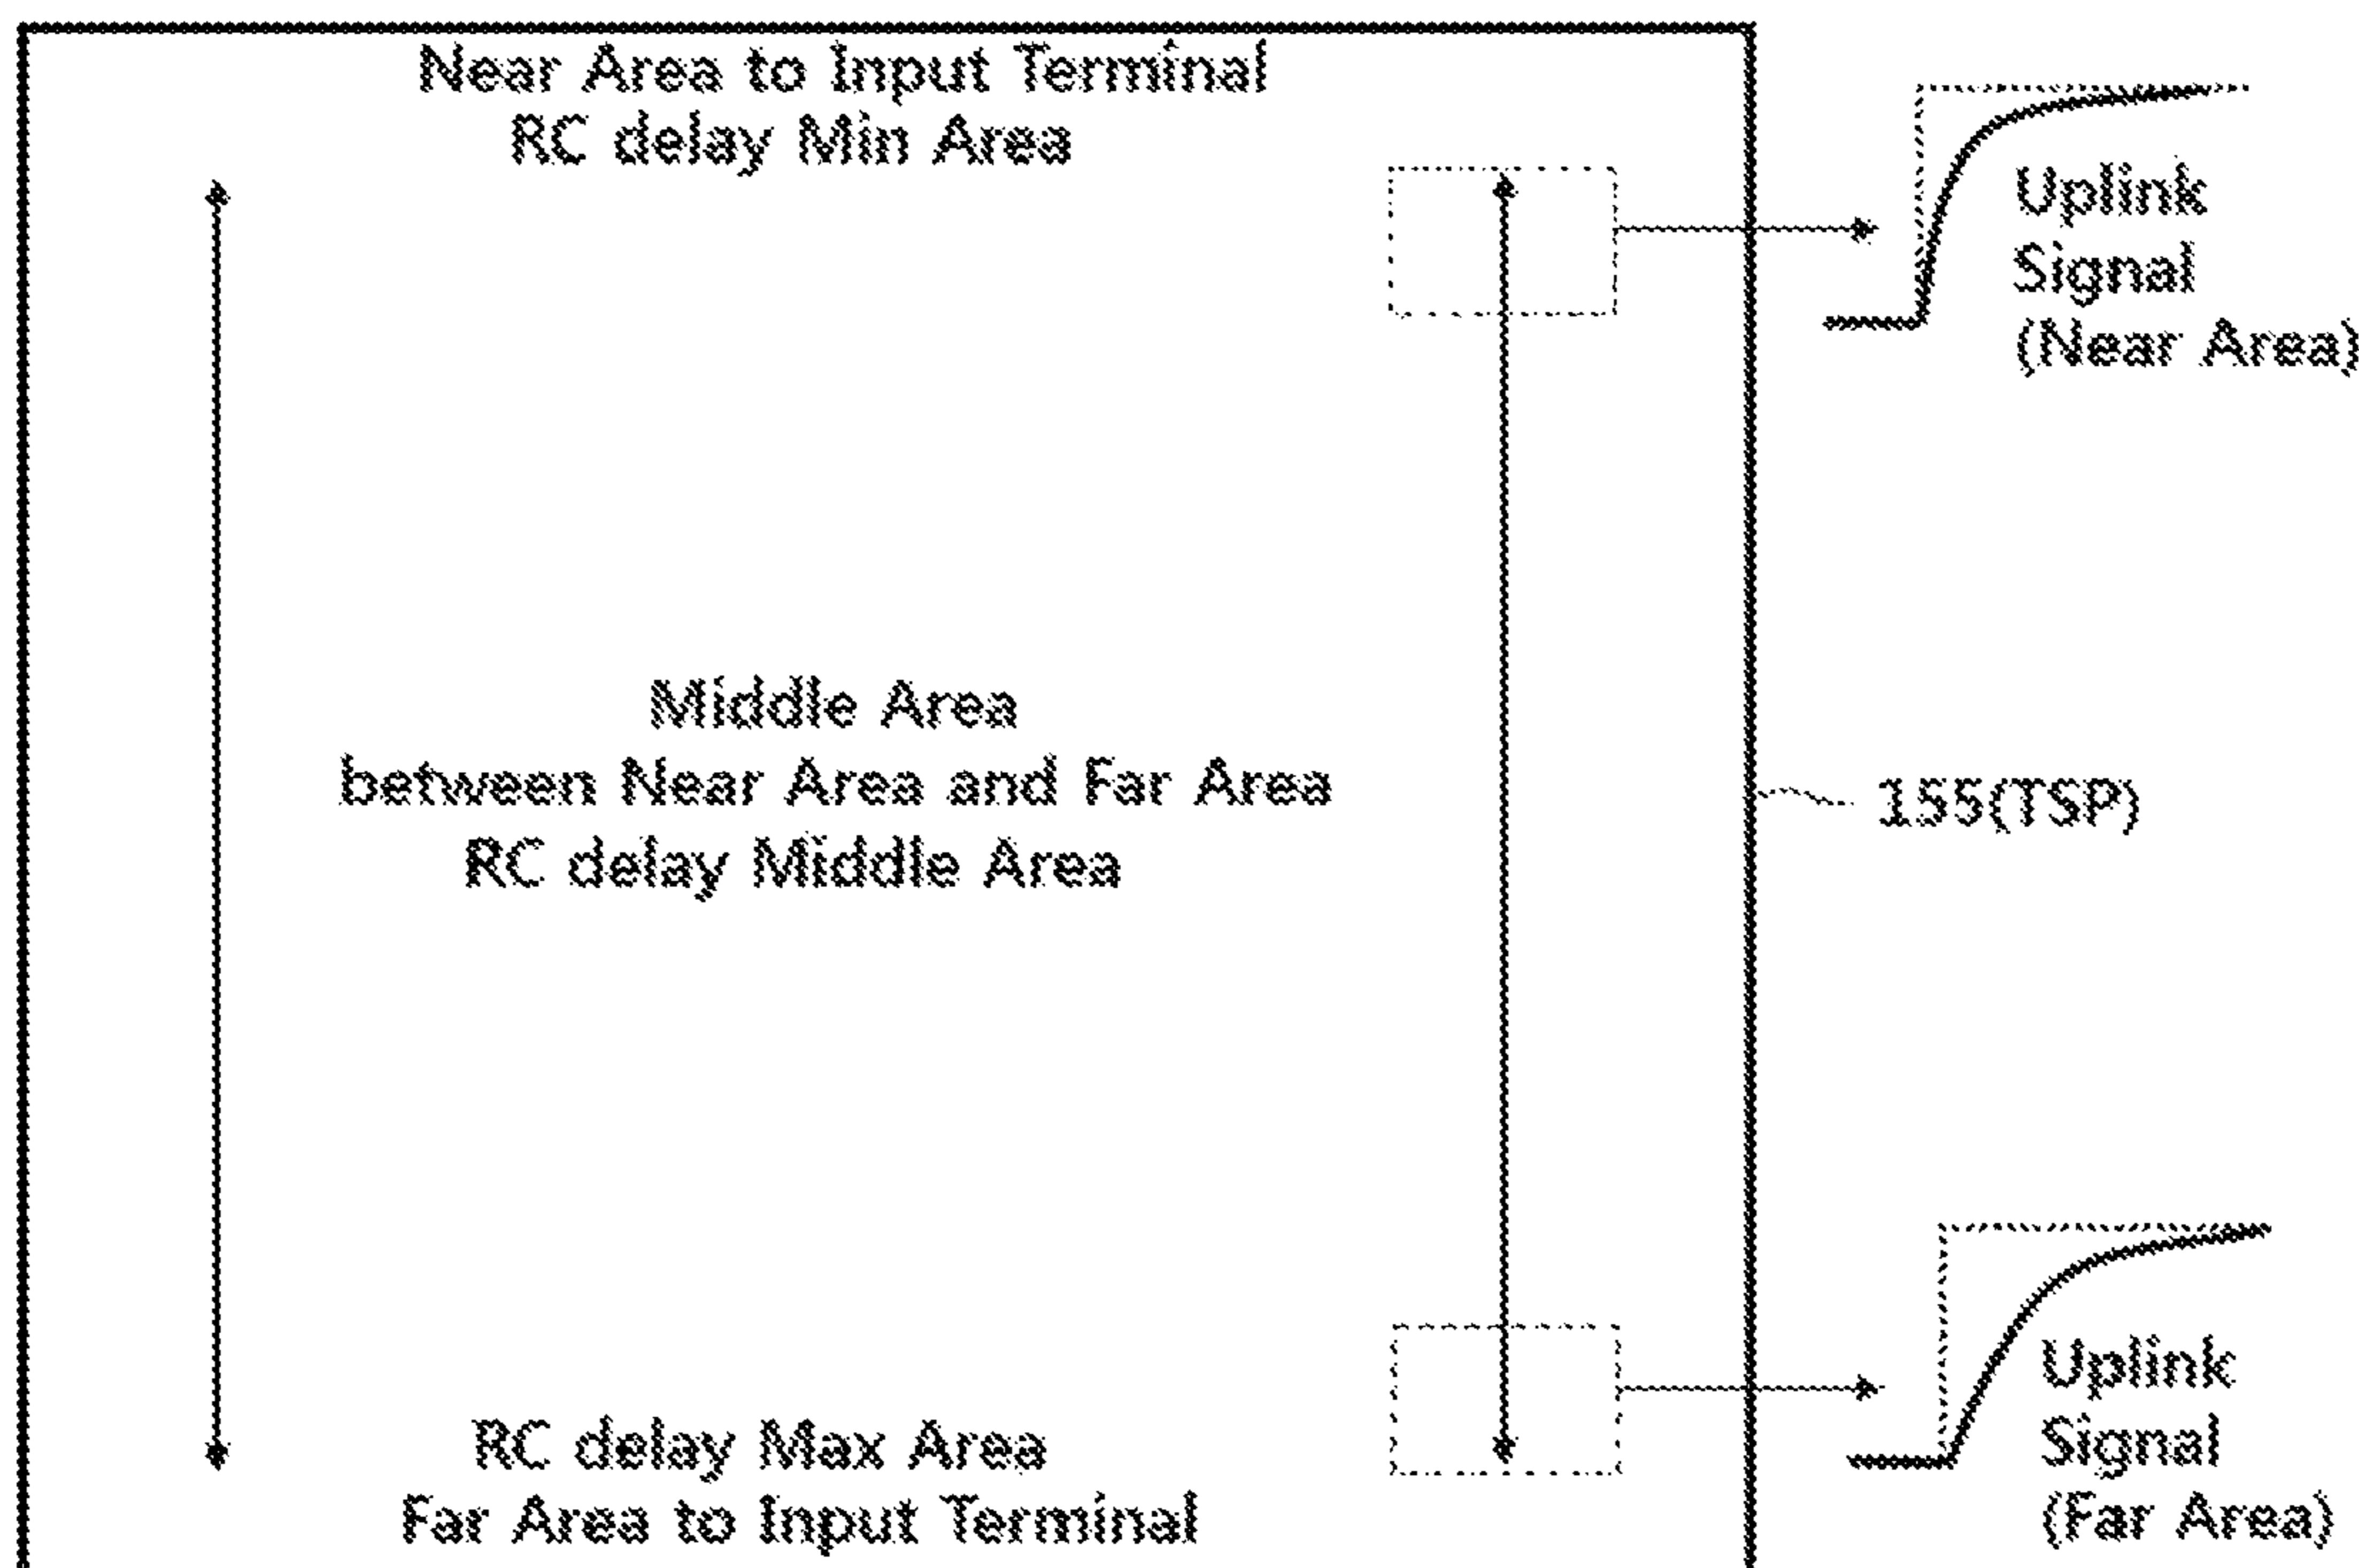 Near Area to Input Terminal
RC delay Min Area
Uplink
Signal
(Near Area)
Middle Area
between Near Area and Far Area
RC delay Middle Area
155(TSP)
RC delay Max Area
Far Area to Input Terminal
Uplink
Signal
(Far Area)